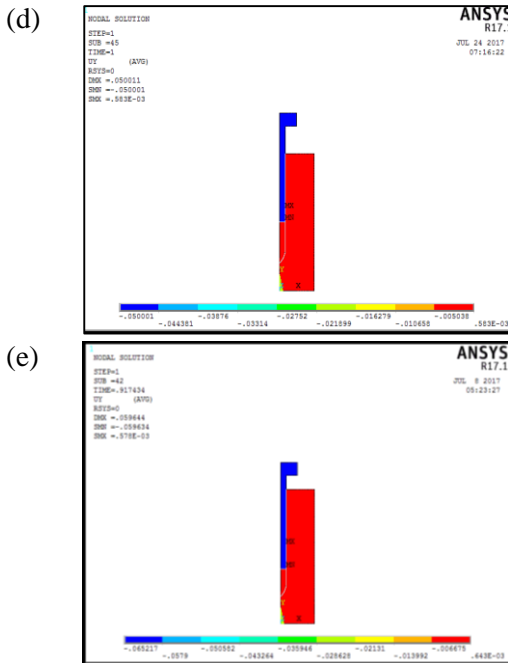 (d)
NODAL SOLUTION
ANSYS
R17.1
STEP=1
SUB =45
TIME=1
UY (AVG)
RSYS=0
DMX =.050011
SMN =-.050001
SMX =.583E-03
JUL 24 2017
07:16:22
MX
MN
Y
X
-.050001 -.03876 -.02752 -.016279 -.005038
-.044381 -.03314 -.021899 -.010658 .583E-03
(e)
NODAL SOLUTION
ANSYS
R17.1
STEP=1
SUB =42
TIME=.917434
UY (AVG)
RSYS=0
DMX =.059644
SMN =-.059634
SMX =.578E-03
JUL 8 2017
05:23:27
MX
MN
Y
X
-.065217 -.050582 -.035946 -.02131 -.006675
-.0579 -.043264 -.028628 -.013992 .643E-03